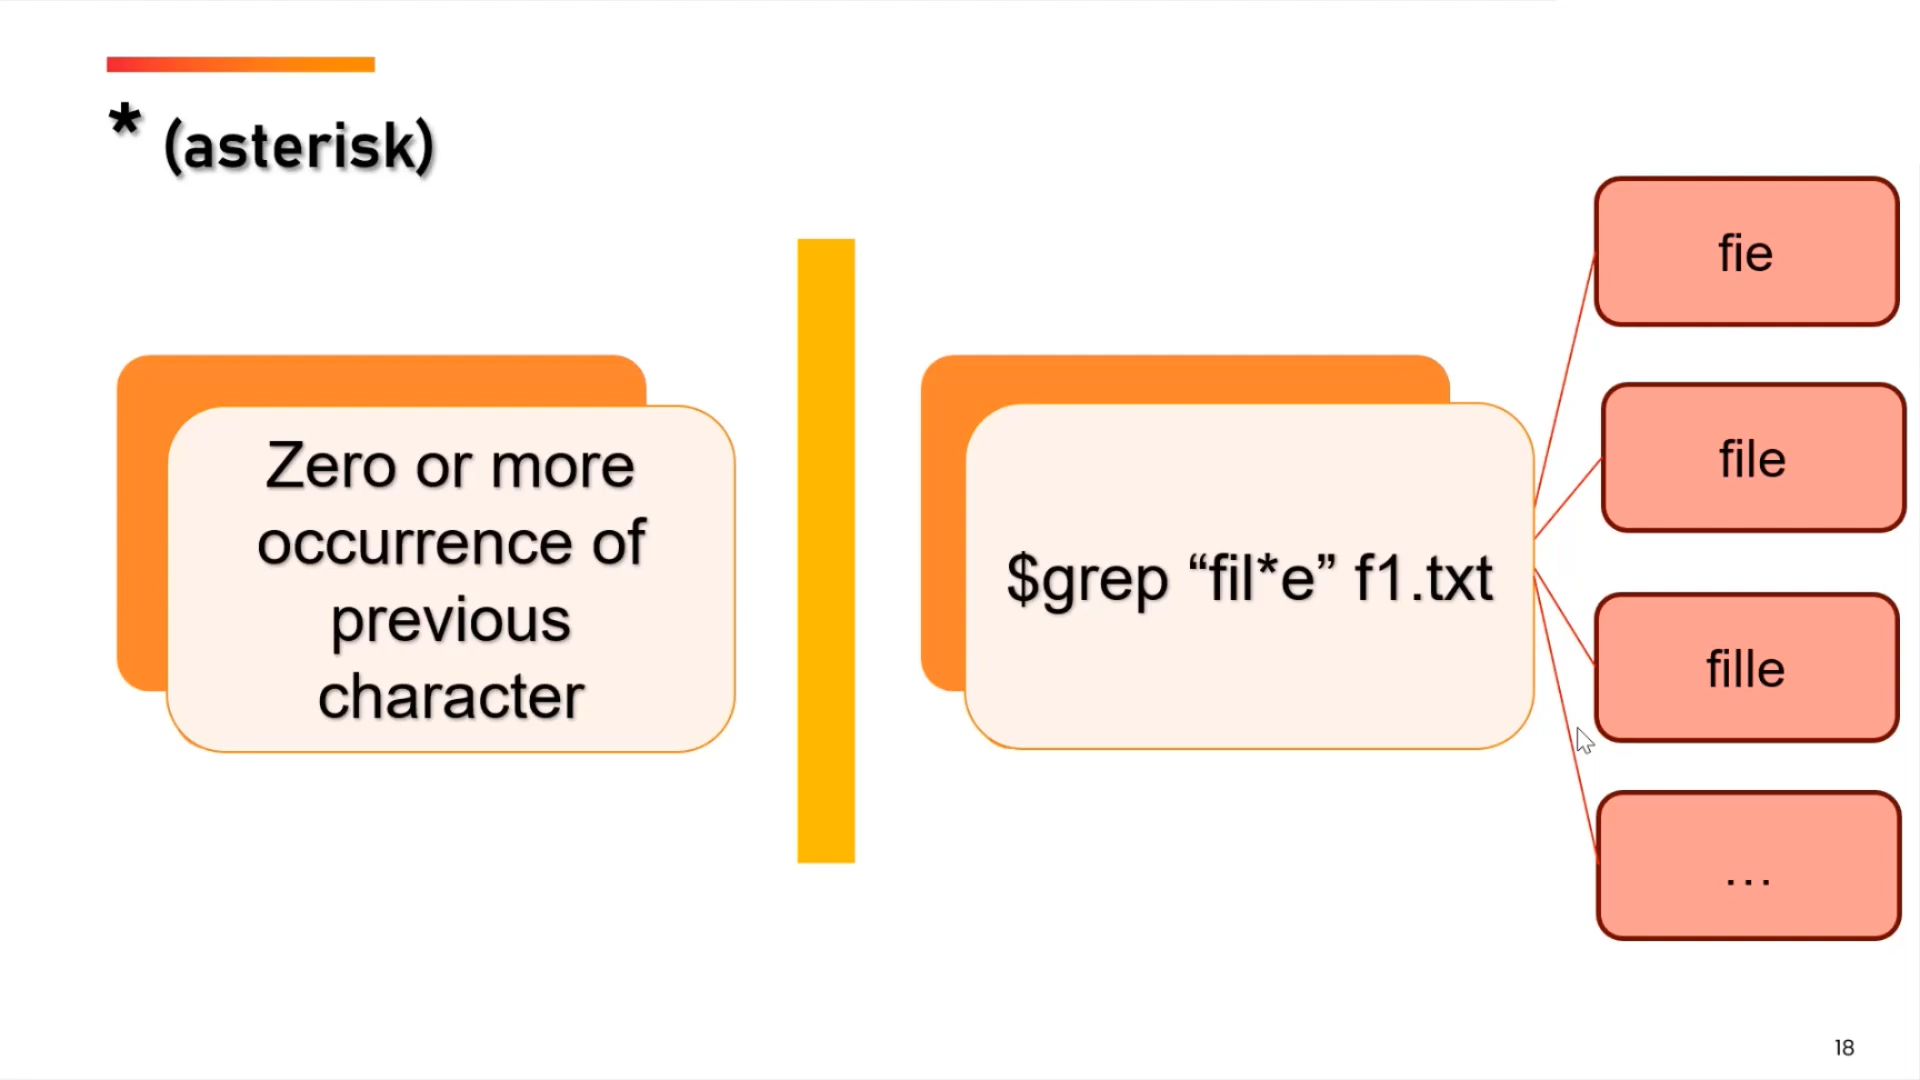 * (asterisk)
Zero or more
occurrence of
previous
character
$grep “fil*e” f1.txt
fie
file
fille
...
18